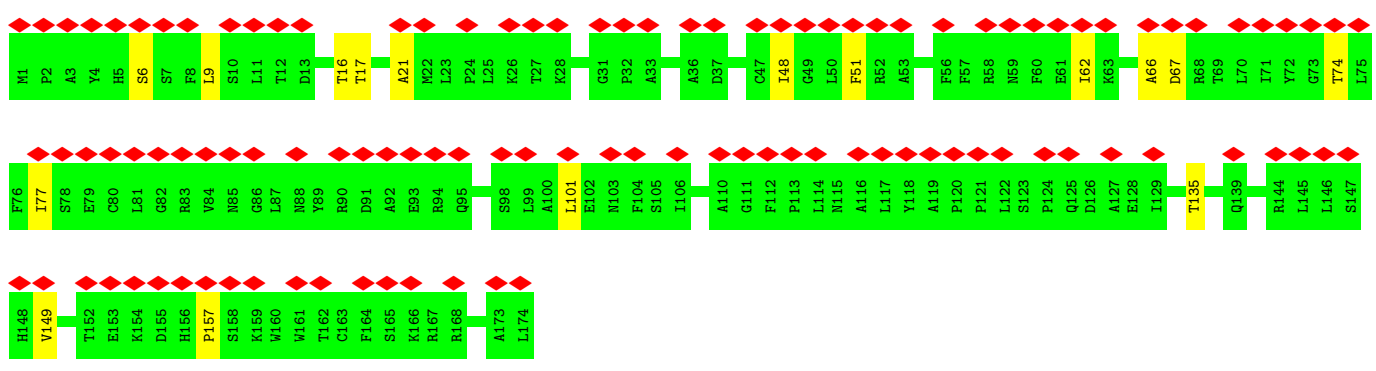 M1 P2 A3 Y4 H5 S6 S7 F8 L9 S10 L11 T12 D13 T16 T17 A21 M22 L23 P24 L25 K26 T27 K28 G31 P32 A33 A36 D37 C47 I48 G49 L50 F51 R52 A53 F56 F57 R58 N59 F60 E61 I62 K63 A66 D67 R68 T69 L70 I71 Y72 G73 T74 L75
F76 I77 S78 E79 C80 L81 G82 R83 V84 N85 G86 L87 N88 Y89 R90 D91 A92 E93 R94 Q95 S98 L99 A100 L101 E102 N103 F104 S105 I106 A110 G111 F112 P113 L114 N115 A116 L117 Y118 A119 P120 P121 L122 S123 P124 Q125 D126 A127 E128 I129 T135 Q139 R144 L145 L146 S147
H148 V149 T152 E153 K154 D155 H156 P157 S158 K159 W160 W161 T162 C163 F164 S165 K166 R167 R168 A173 L174